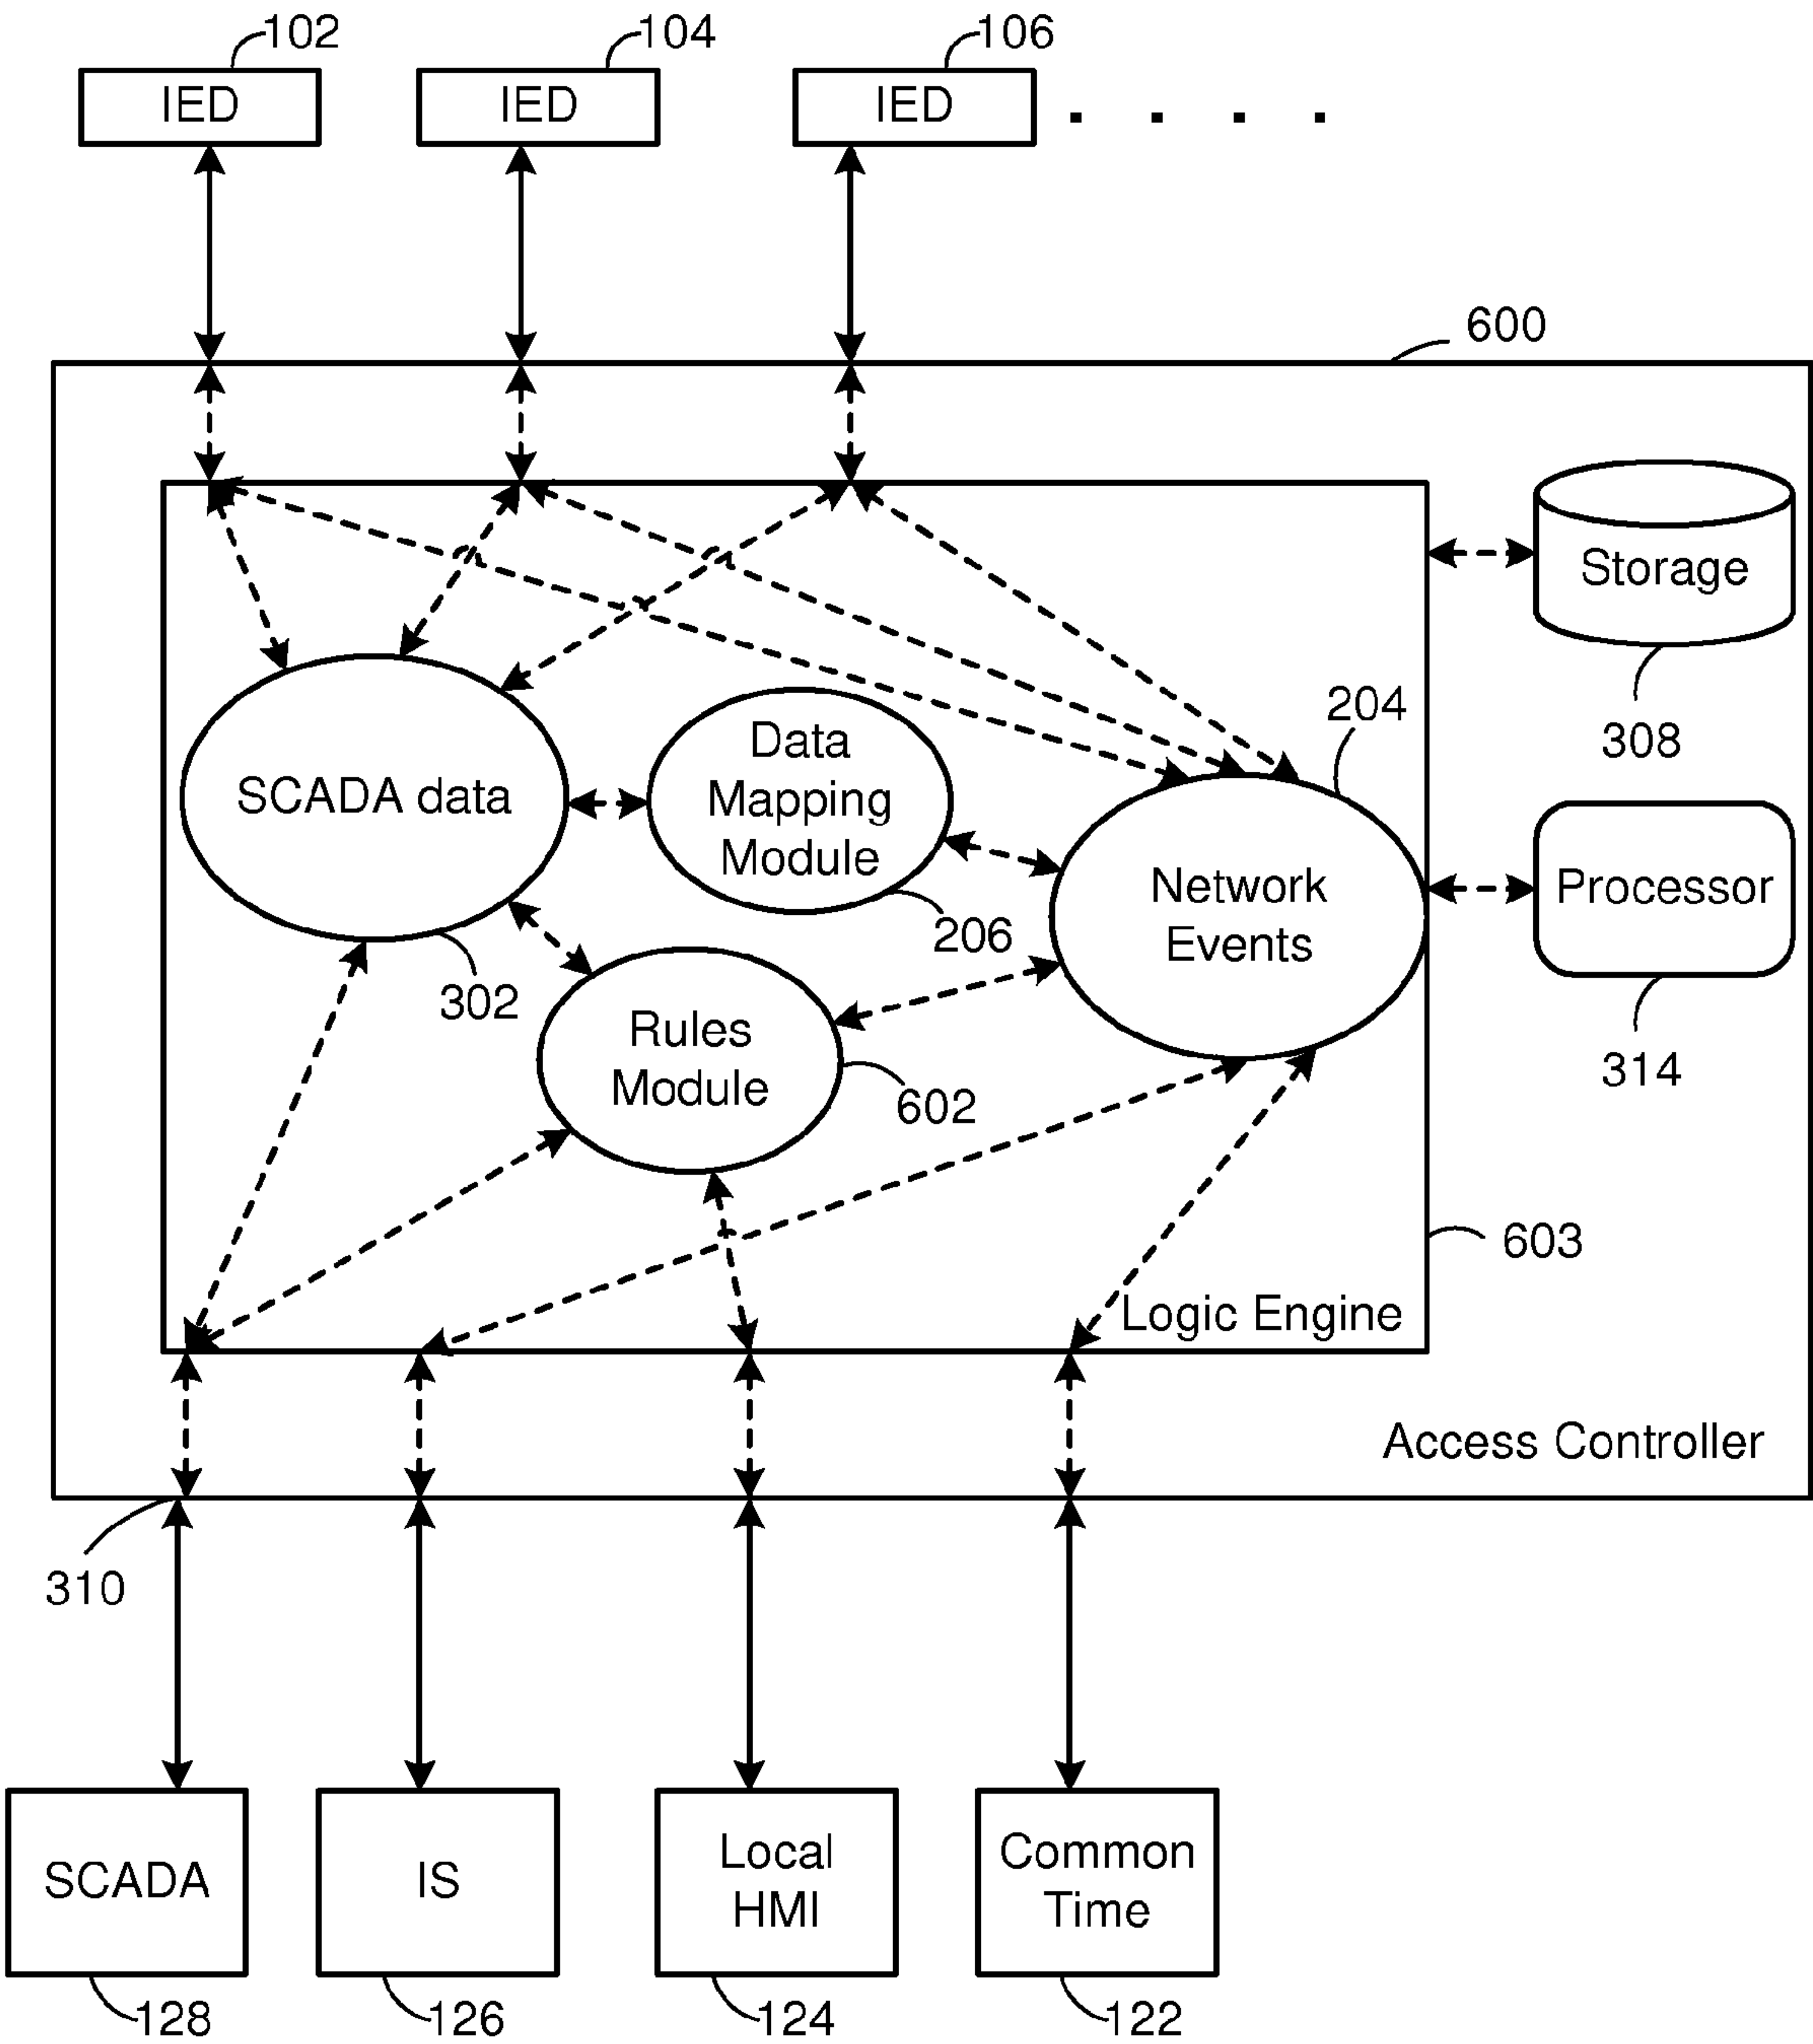 102
104
106
IED
IED
IED
600
Storage
308
204
Data
Mapping
Module
SCADA data
206
Network
Events
Processor
314
302
Rules
Module
602
603
Logic Engine
Access Controller
310
SCADA
IS
Local
HMI
Common
Time
128
126
124
122